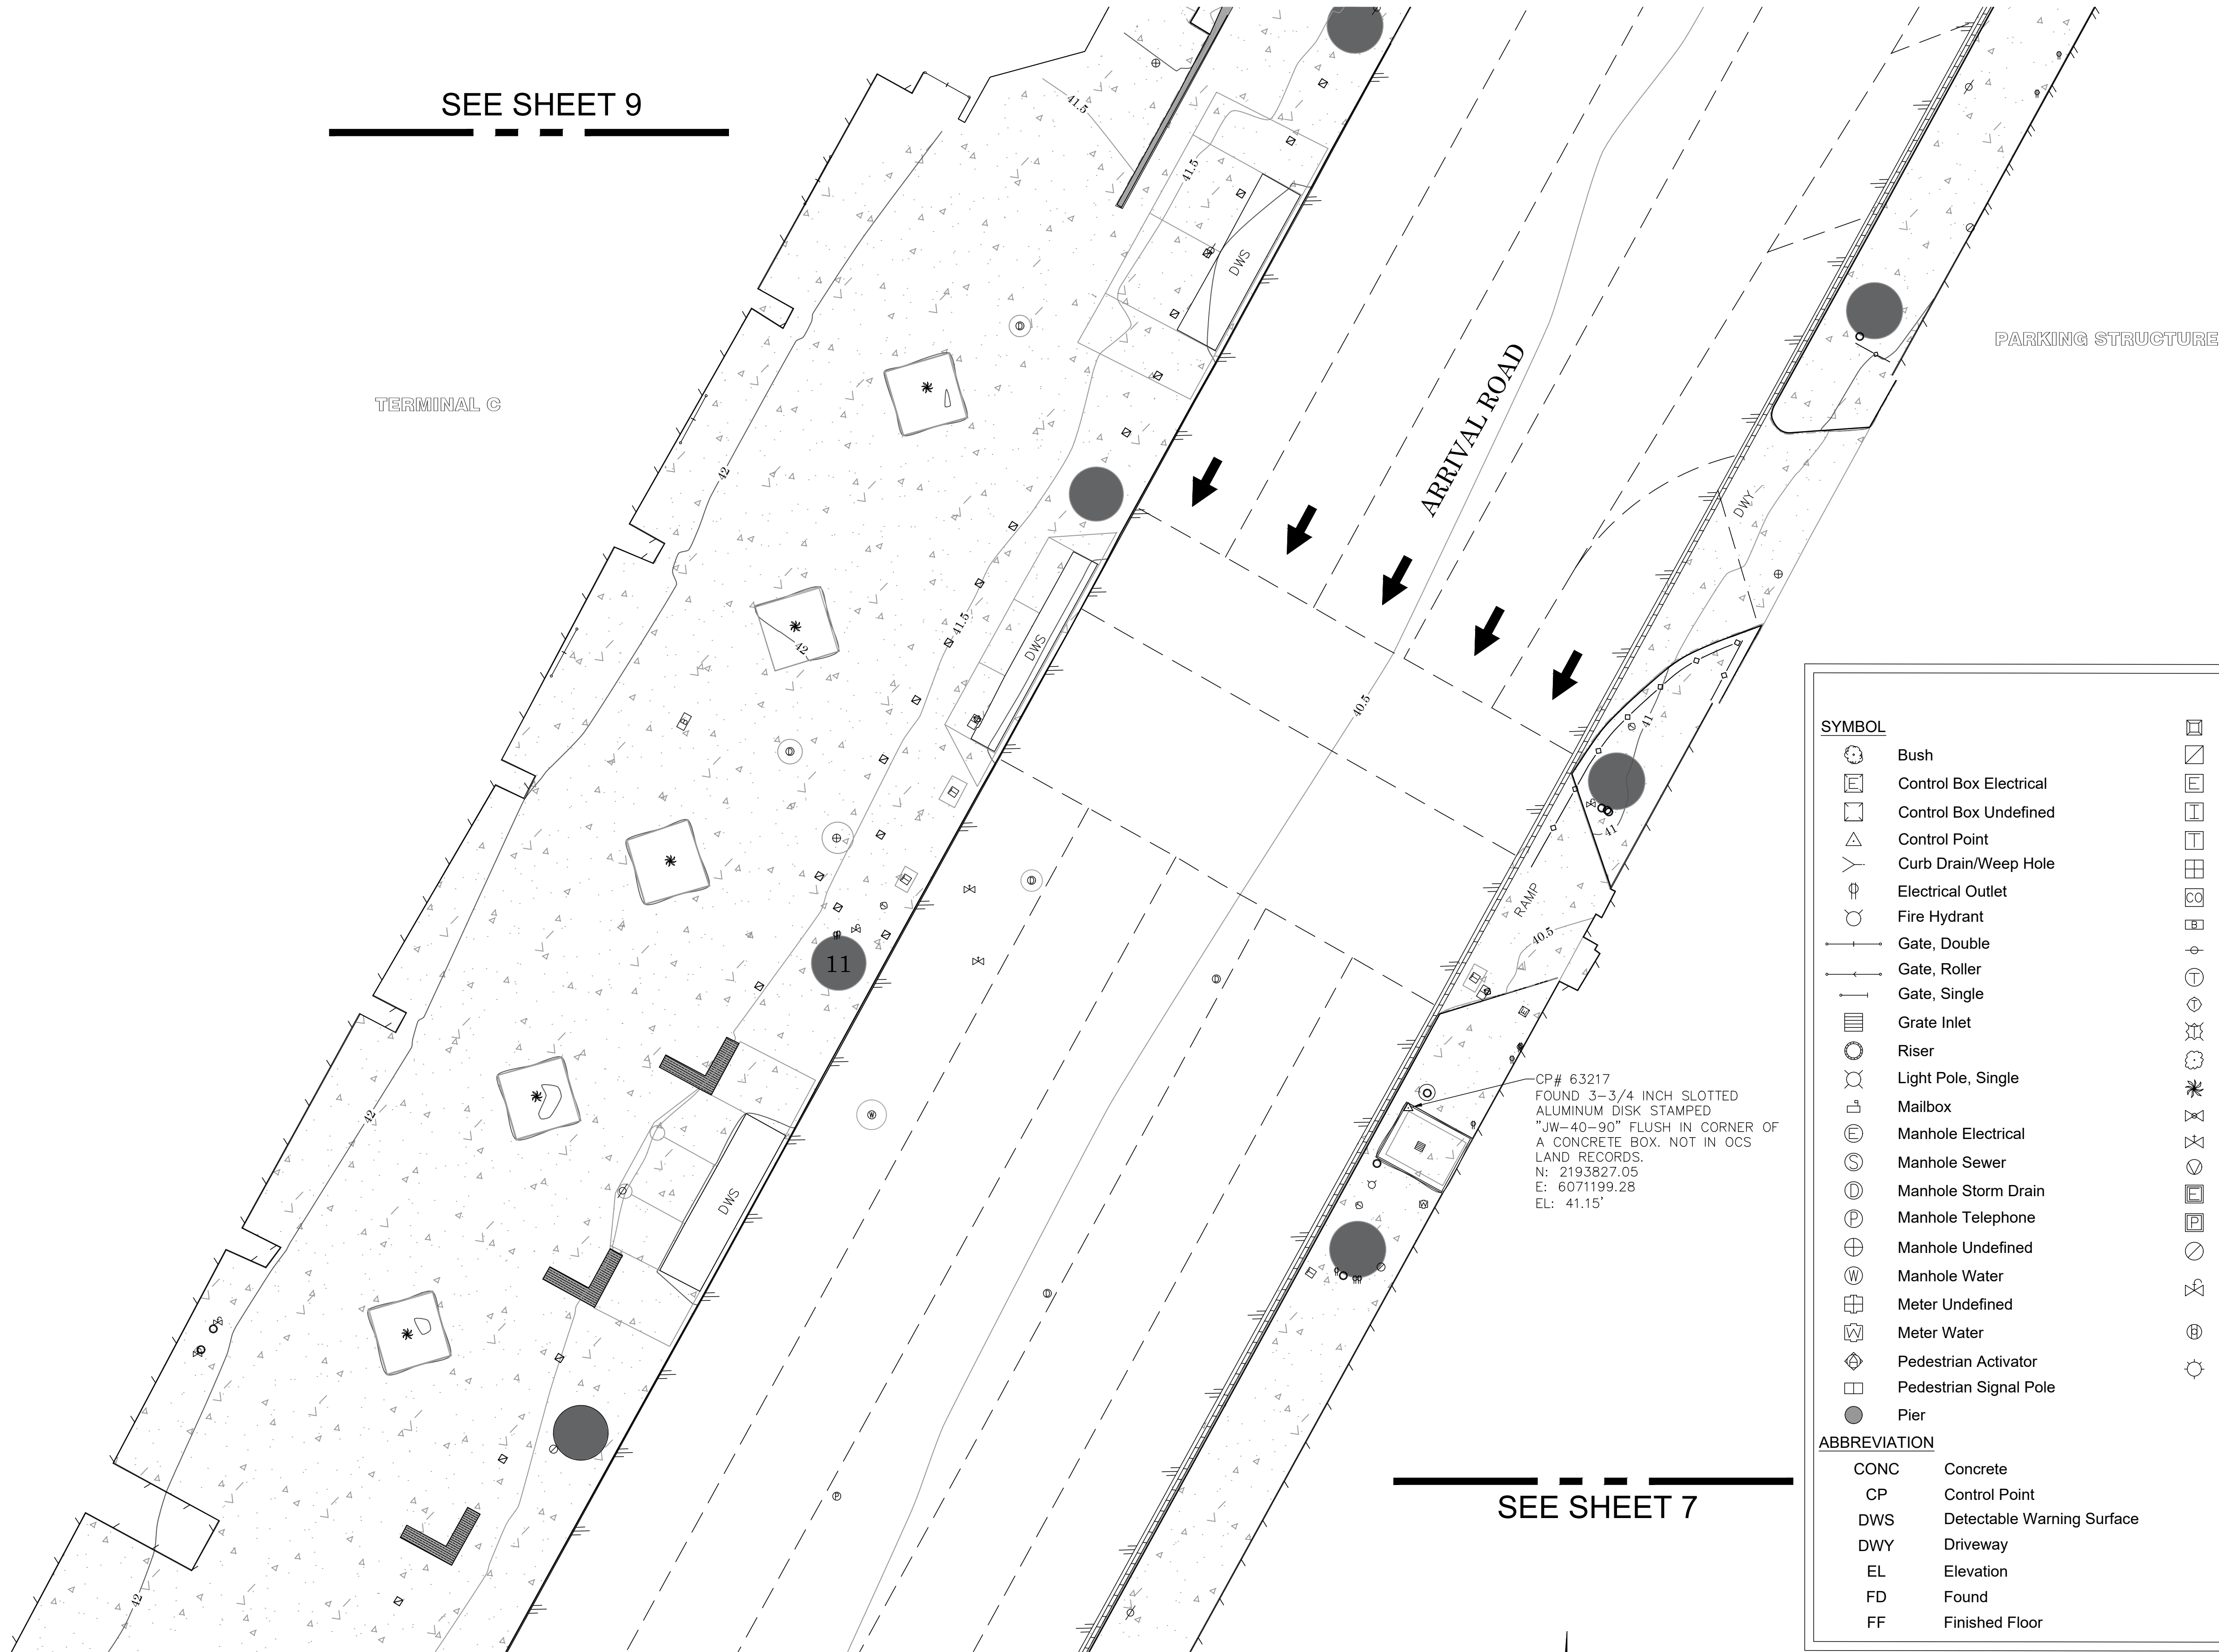 SEE SHEET 9
41.5
41.5
DWS
TERMINAL C
PARKING STRUCTURE
ARRIVAL ROAD
42
DWY
42
41.5
DWS
B
D
D
40.5
41
41
RAMP
40.5
11
D
D
W
DWS
42
D
P
42
CP# 63217
FOUND 3-3/4 INCH SLOTTED
ALUMINUM DISK STAMPED
"JW-40-90" FLUSH IN CORNER OF
A CONCRETE BOX. NOT IN OCS
LAND RECORDS.
N: 2193827.05
E: 6071199.28
EL: 41.15'
SEE SHEET 7
SYMBOL
Bush
E Control Box Electrical E
Control Box Undefined I
Control Point T
Curb Drain/Weep Hole
Electrical Outlet CO
Fire Hydrant B
Gate, Double
Gate, Roller T
Gate, Single T
Grate Inlet
Riser
Light Pole, Single
Mailbox
E Manhole Electrical
S Manhole Sewer
D Manhole Storm Drain E
P Manhole Telephone P
Manhole Undefined
W Manhole Water
Meter Undefined
W Meter Water
A Pedestrian Activator
Pedestrian Signal Pole
Pier
ABBREVIATION
CONC Concrete
CP Control Point
DWS Detectable Warning Surface
DWY Driveway
EL Elevation
FD Found
FF Finished Floor